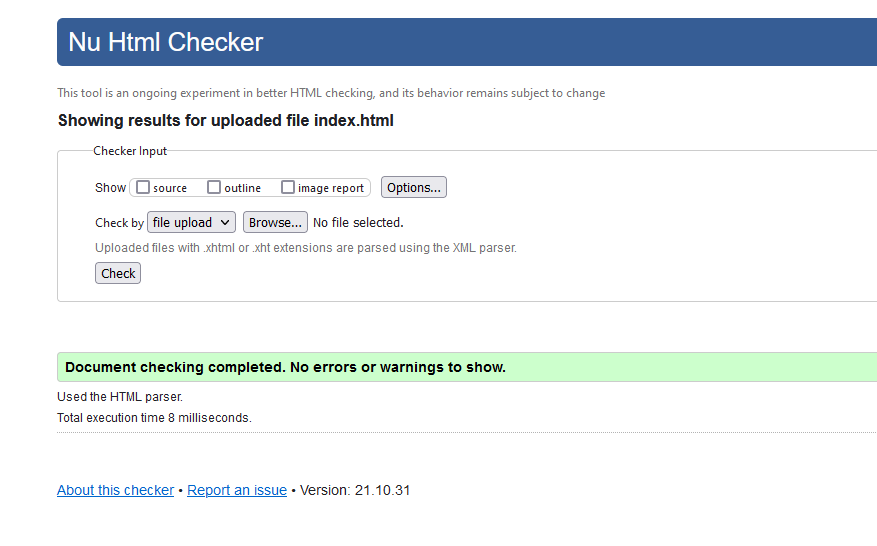 Nu Html Checker
This tool is an ongoing experiment in better HTML checking, and its behavior remains subject to change
Showing results for uploaded file index.html
Checker Input
Show source outline image report Options...
Check by file upload Browse... No file selected.
Uploaded files with .xhtml or .xht extensions are parsed using the XML parser.
Check
Document checking completed. No errors or warnings to show.
Used the HTML parser.
Total execution time 8 milliseconds.
About this checker • Report an issue • Version: 21.10.31